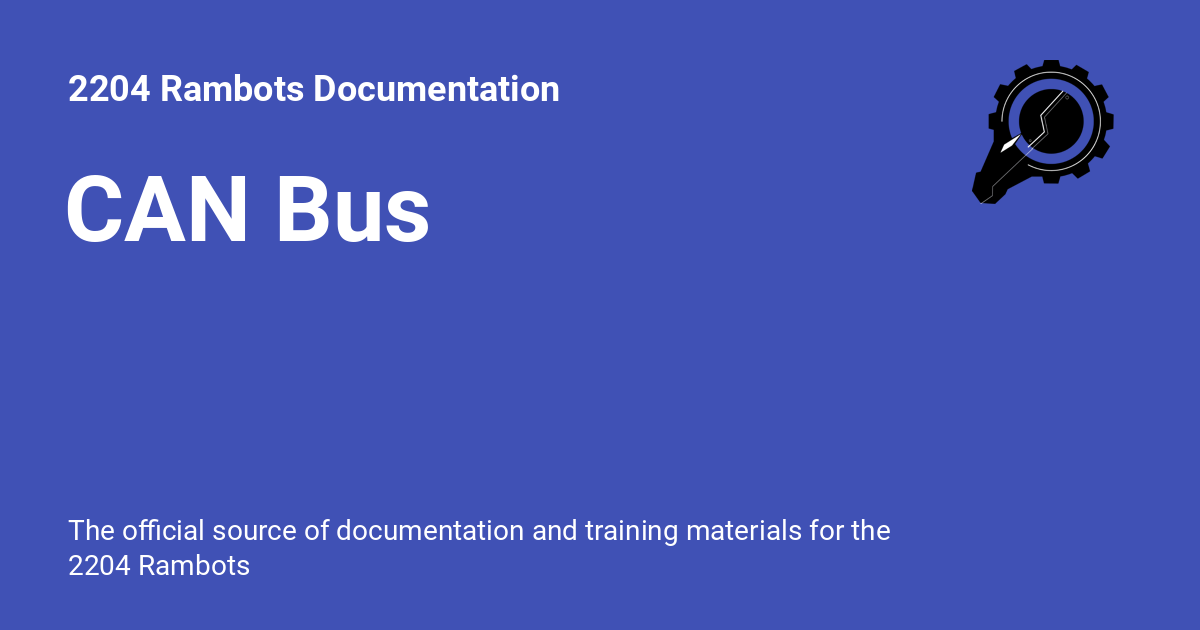 2204 Rambots Documentation
CAN Bus
The official source of documentation and training materials for the
2204 Rambots